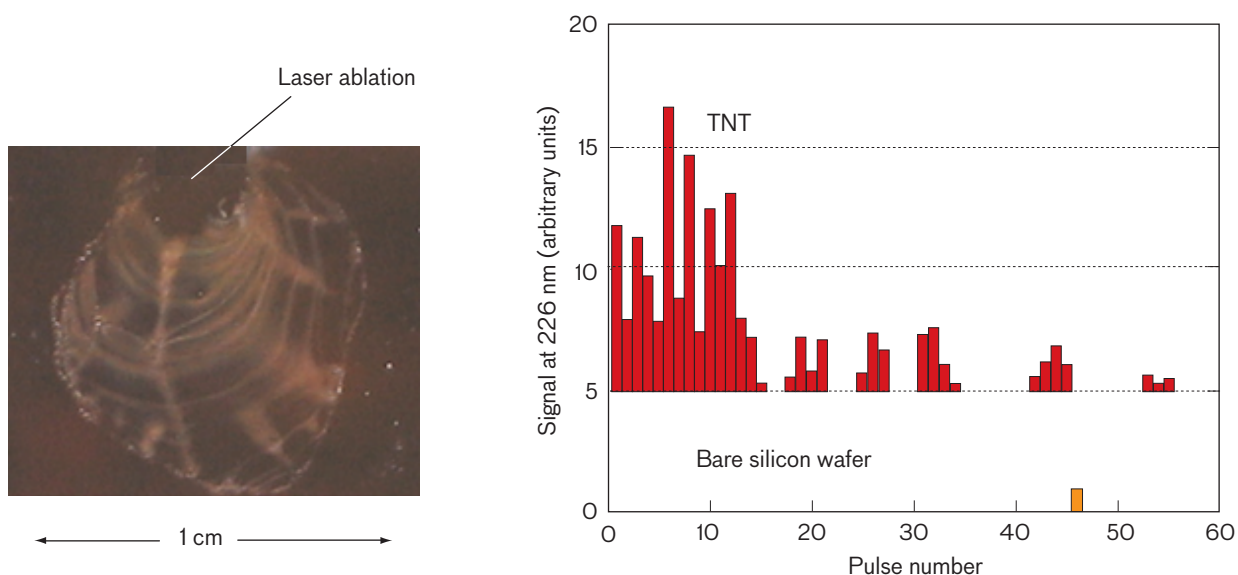 Laser ablation
1 cm
20
15
10
5
0
Signal at 226 nm (arbitrary units)
TNT
Bare silicon wafer
0 10 20 30 40 50 60
Pulse number